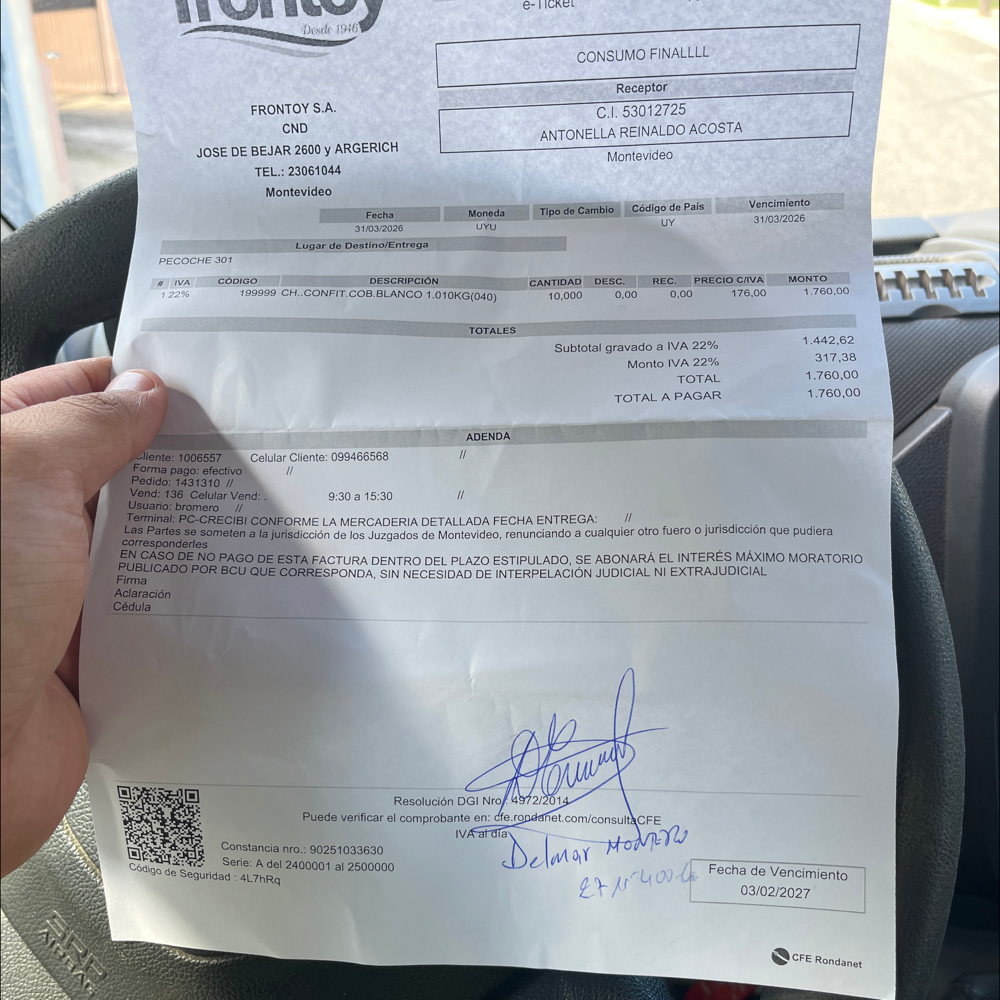 frontoy
Desde 1946
e-Ticket
CONSUMO FINALLLL
Receptor
C.I. 53012725
ANTONELLA REINALDO ACOSTA
Montevideo
FRONTOY S.A.
CND
JOSE DE BEJAR 2600 y ARGERICH
TEL.: 23061044
Montevideo
Fecha Moneda Tipo de Cambio Código de País Vencimiento
31/03/2026 UYU UY 31/03/2026
Lugar de Destino/Entrega
PECOCHE 301
# IVA CÓDIGO DESCRIPCIÓN CANTIDAD DESC. REC. PRECIO C/IVA MONTO
1 22% 199999 CH..CONFIT.COB.BLANCO 1.010KG(040) 10,000 0,00 0,00 176,00 1.760,00
TOTALES
Subtotal gravado a IVA 22% 1.442,62
Monto IVA 22% 317,38
TOTAL 1.760,00
TOTAL A PAGAR 1.760,00
ADENDA
Cliente: 1006557 Celular Cliente: 099466568 //
Forma pago: efectivo //
Pedido: 1431310 //
Vend: 136 Celular Vend: . 9:30 a 15:30 //
Usuario: bromero //
Terminal: PC-CRECIBI CONFORME LA MERCADERIA DETALLADA FECHA ENTREGA: //
Las Partes se someten a la jurisdicción de los Juzgados de Montevideo, renunciando a cualquier otro fuero o jurisdicción que pudiera
corresponderles
EN CASO DE NO PAGO DE ESTA FACTURA DENTRO DEL PLAZO ESTIPULADO, SE ABONARÁ EL INTERÉS MÁXIMO MORATORIO
PUBLICADO POR BCU QUE CORRESPONDA, SIN NECESIDAD DE INTERPELACIÓN JUDICIAL NI EXTRAJUDICIAL
Firma
Aclaración
Cédula
Resolución DGI Nro.: 4972/2014
Puede verificar el comprobante en: cfe.rondanet.com/consultaCFE
IVA al día
Delmar
Constancia nro.: 90251033630
Serie: A del 2400001 al 2500000
Código de Seguridad : 4L7hRq
Fecha de Vencimiento
03/02/2027
CFE Rondanet
SRS
AIRBAG